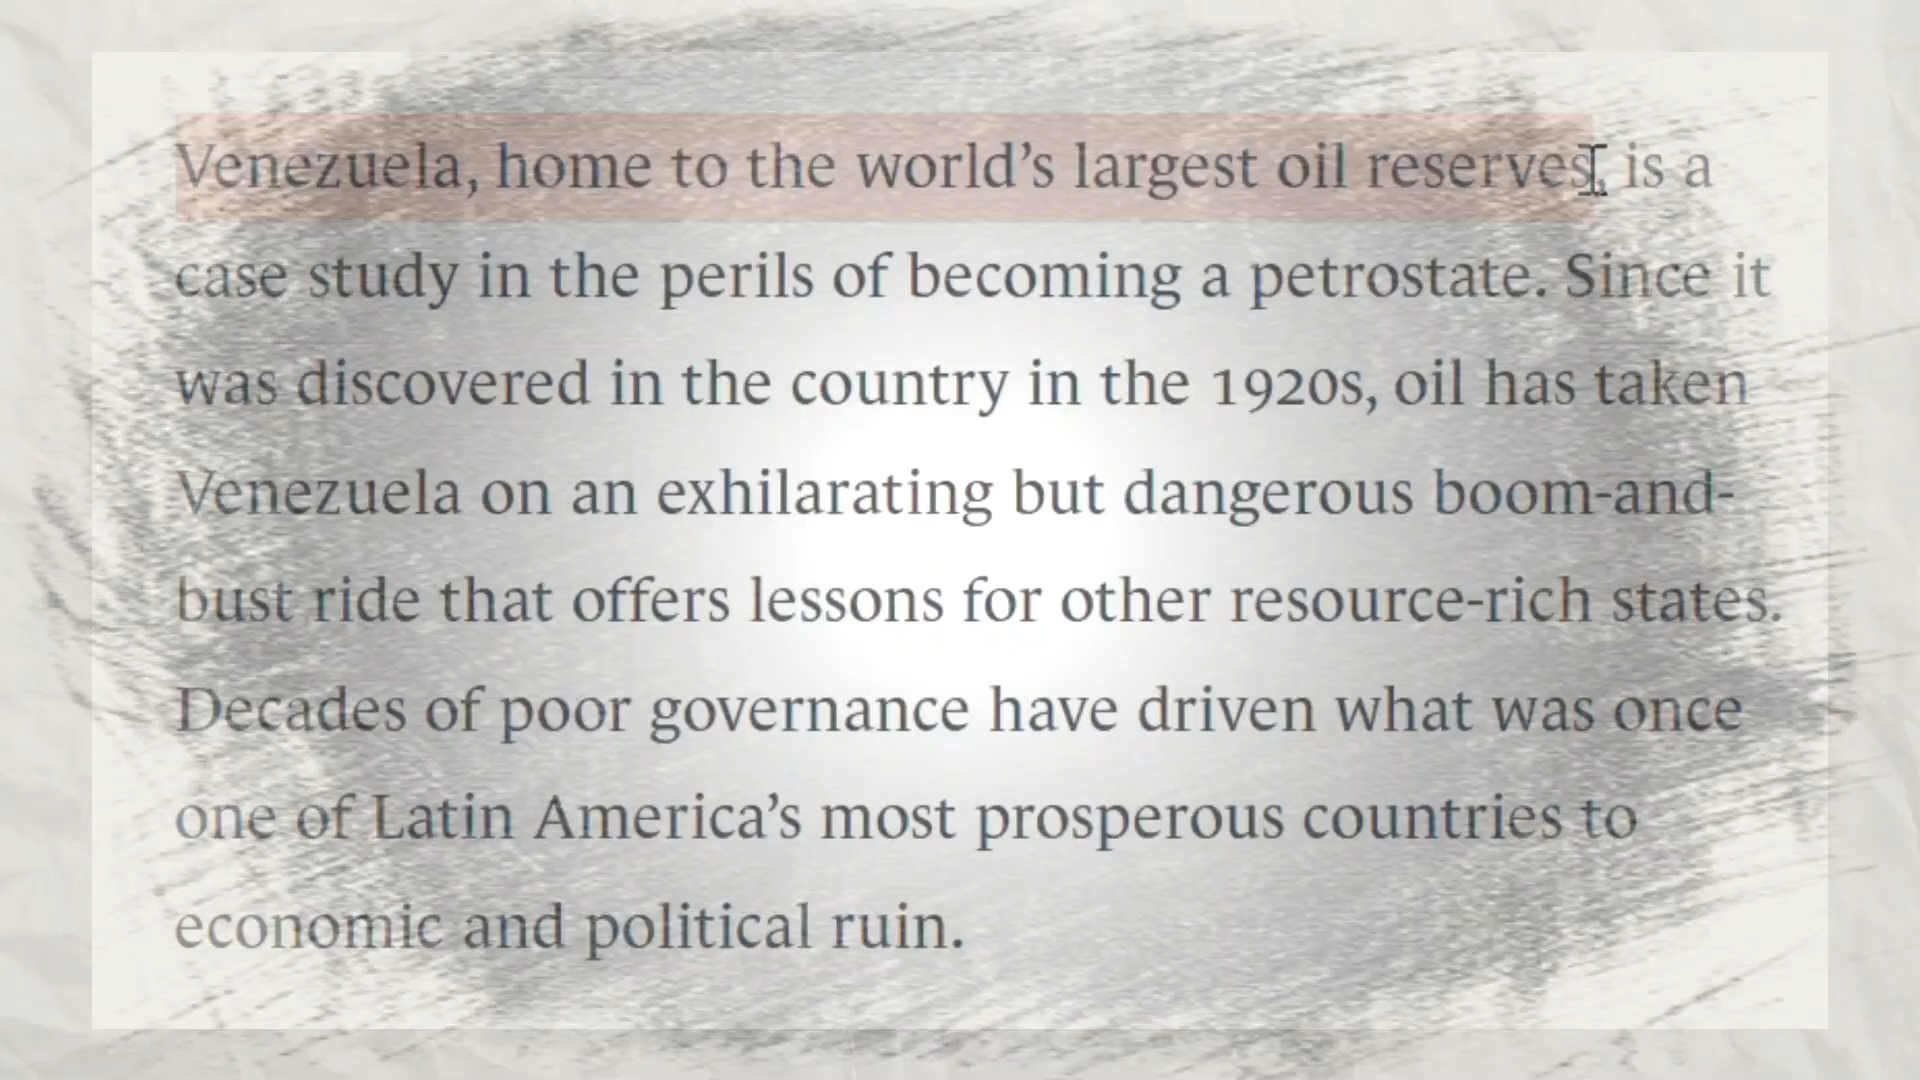 Venezuela, home to the world’s largest oil reserves, is a
case study in the perils of becoming a petrostate. Since it
was discovered in the country in the 1920s, oil has taken
Venezuela on an exhilarating but dangerous boom-and-
bust ride that offers lessons for other resource-rich states.
Decades of poor governance have driven what was once
one of Latin America’s most prosperous countries to
economic and political ruin.